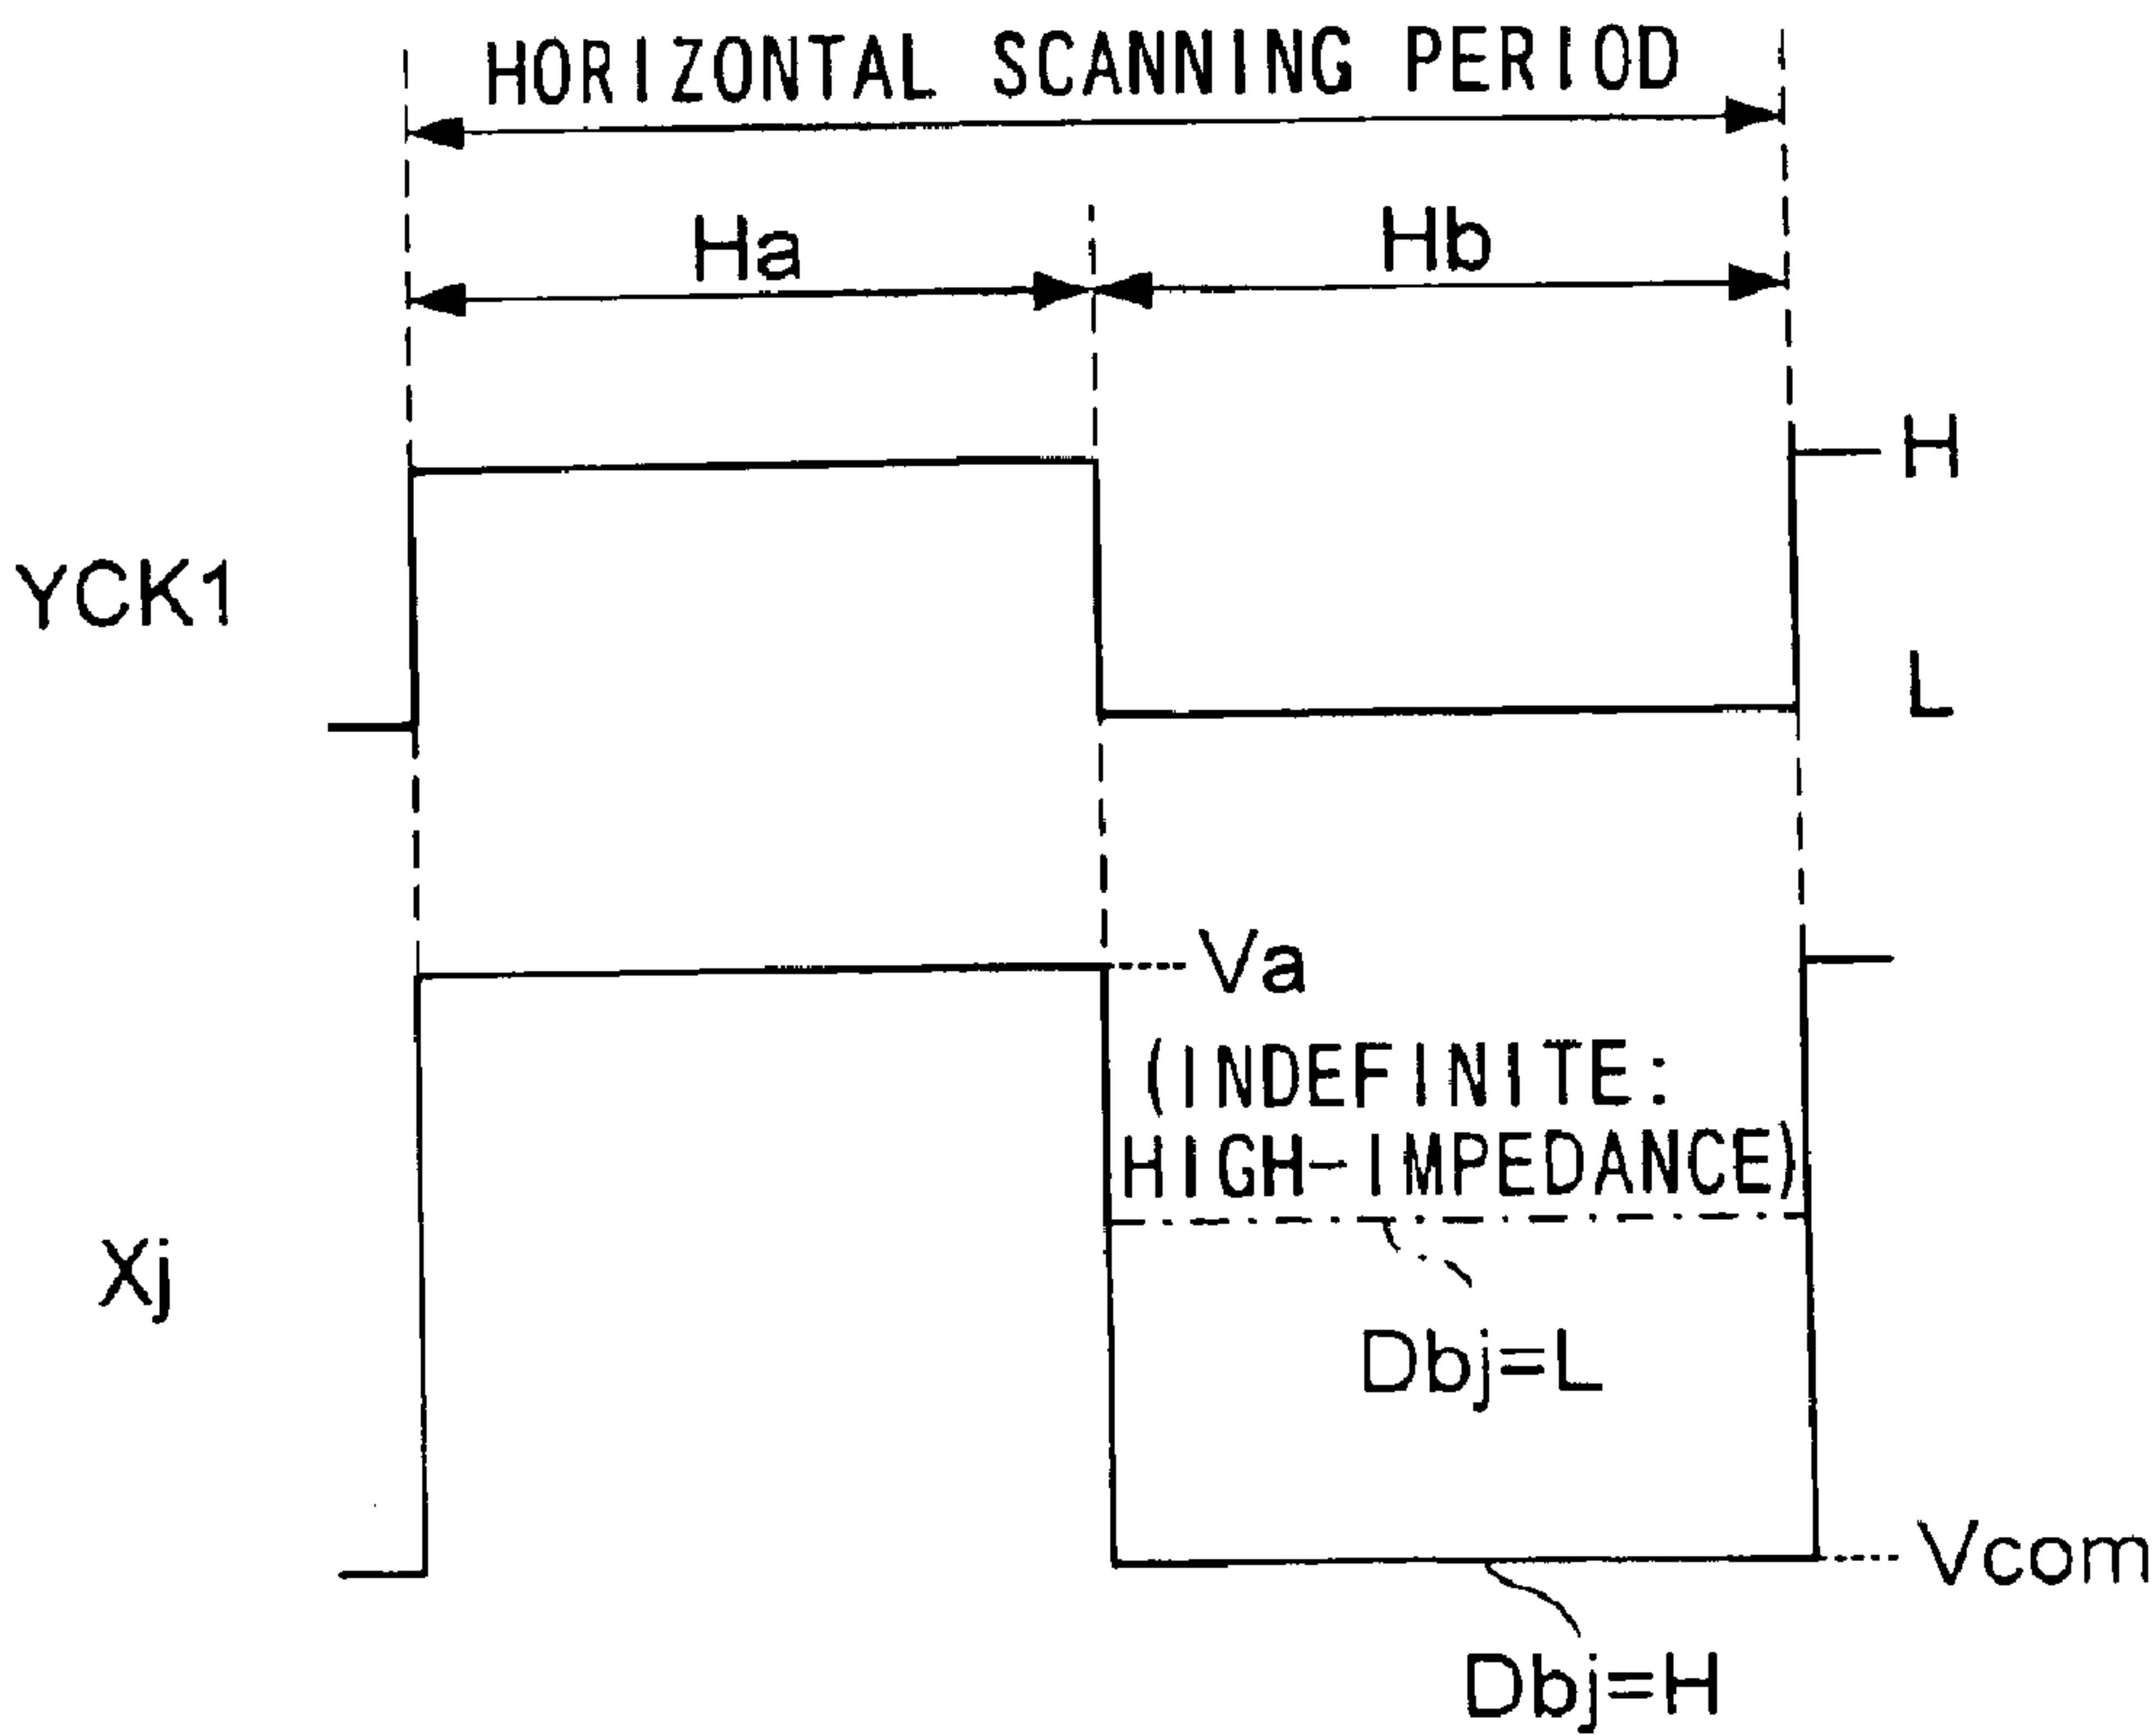 HORIZONTAL SCANNING PERIOD
Ha
Hb
H
YCK1
L
Va
(INDEFINITE:
HIGH-IMPEDANCE)
Xj
Dbj=L
Vcom
Dbj=H